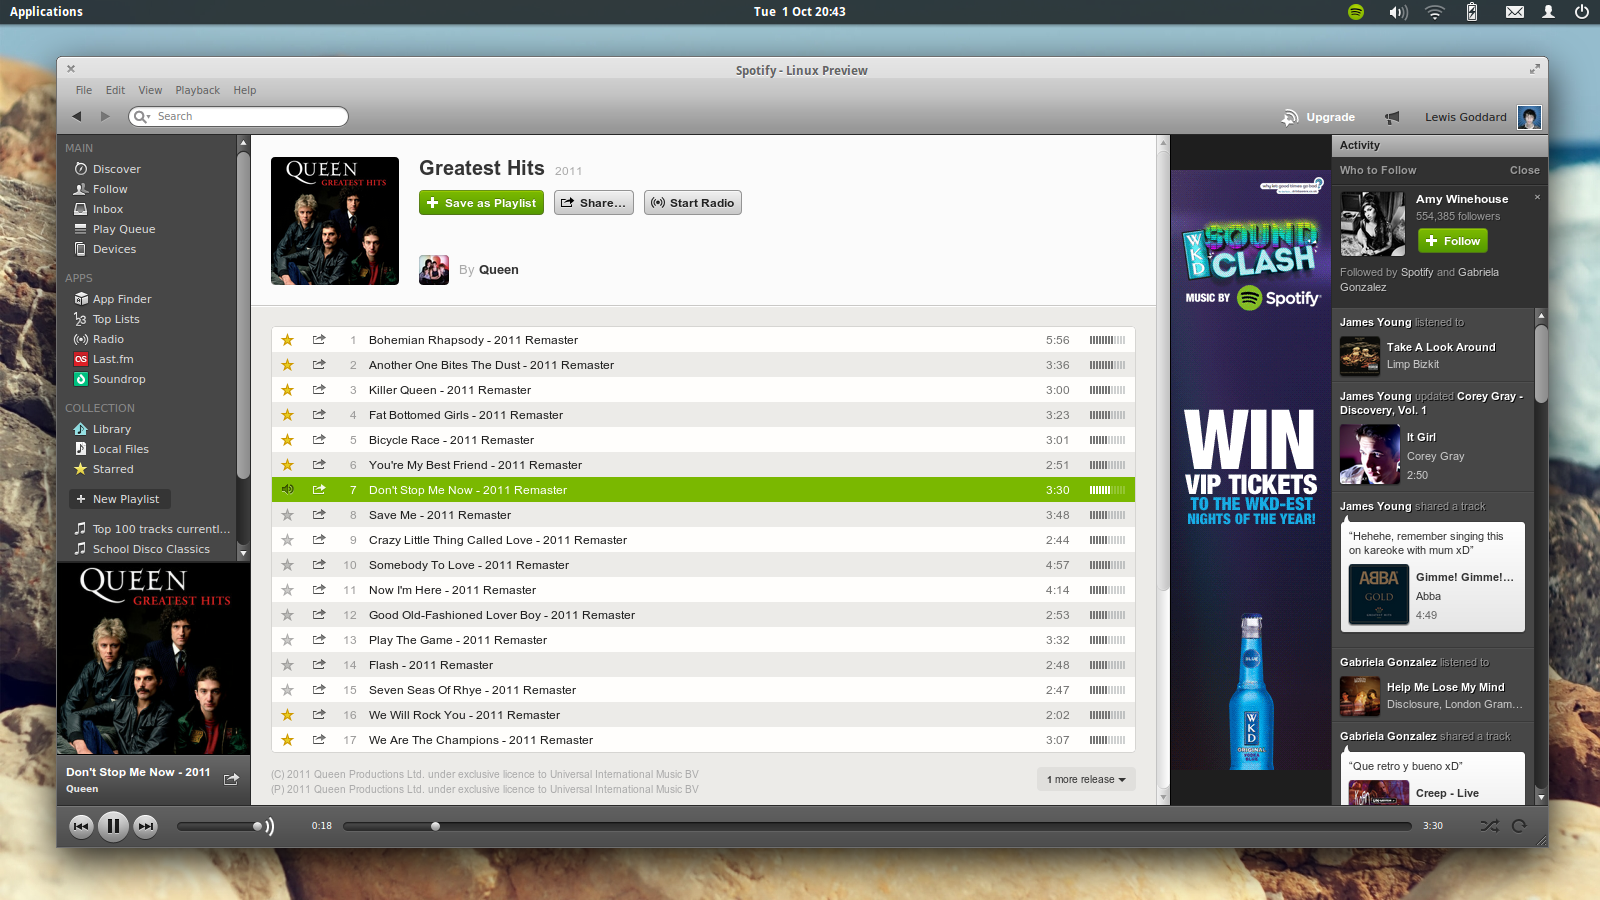 Applications
Tue 1 Oct 20:43
Spotify - Linux Preview
File Edit View Playback Help
Search
Upgrade
Lewis Goddard
MAIN
Discover
Follow
Inbox
Play Queue
Devices
APPS
App Finder
Top Lists
Radio
Last.fm
Soundrop
COLLECTION
Library
Local Files
Starred
New Playlist
Top 100 tracks currentl...
School Disco Classics
QUEEN
GREATEST HITS
Don't Stop Me Now - 2011
Queen
QUEEN
GREATEST HITS
Greatest Hits 2011
Save as Playlist
Share...
Start Radio
By Queen
1 Bohemian Rhapsody - 2011 Remaster 5:56
2 Another One Bites The Dust - 2011 Remaster 3:36
3 Killer Queen - 2011 Remaster 3:00
4 Fat Bottomed Girls - 2011 Remaster 3:23
5 Bicycle Race - 2011 Remaster 3:01
6 You're My Best Friend - 2011 Remaster 2:51
7 Don't Stop Me Now - 2011 Remaster 3:30
8 Save Me - 2011 Remaster 3:48
9 Crazy Little Thing Called Love - 2011 Remaster 2:44
10 Somebody To Love - 2011 Remaster 4:57
11 Now I'm Here - 2011 Remaster 4:14
12 Good Old-Fashioned Lover Boy - 2011 Remaster 2:53
13 Play The Game - 2011 Remaster 3:32
14 Flash - 2011 Remaster 2:48
15 Seven Seas Of Rhye - 2011 Remaster 2:47
16 We Will Rock You - 2011 Remaster 2:02
17 We Are The Champions - 2011 Remaster 3:07
(C) 2011 Queen Productions Ltd. under exclusive licence to Universal International Music BV
(P) 2011 Queen Productions Ltd. under exclusive licence to Universal International Music BV
1 more release
why let good times go bad?
WKD
SOUND
CLASH
MUSIC BY Spotify
WIN
VIP TICKETS
TO THE WKD-EST
NIGHTS OF THE YEAR!
BLUE
WKD
ORIGINAL
Activity
Who to Follow Close
Amy Winehouse
554,385 followers
Follow
Followed by Spotify and Gabriela
Gonzalez
James Young listened to
Take A Look Around
Limp Bizkit
James Young updated Corey Gray -
Discovery, Vol. 1
It Girl
Corey Gray
2:50
James Young shared a track
“Hehehe, remember singing this
on kareoke with mum xD”
ABBA
GOLD
Gimme! Gimme!...
Abba
4:49
Gabriela Gonzalez listened to
Help Me Lose My Mind
Disclosure, London Gram...
Gabriela Gonzalez shared a track
“Que retro y bueno xD”
Creep - Live
0:18
3:30